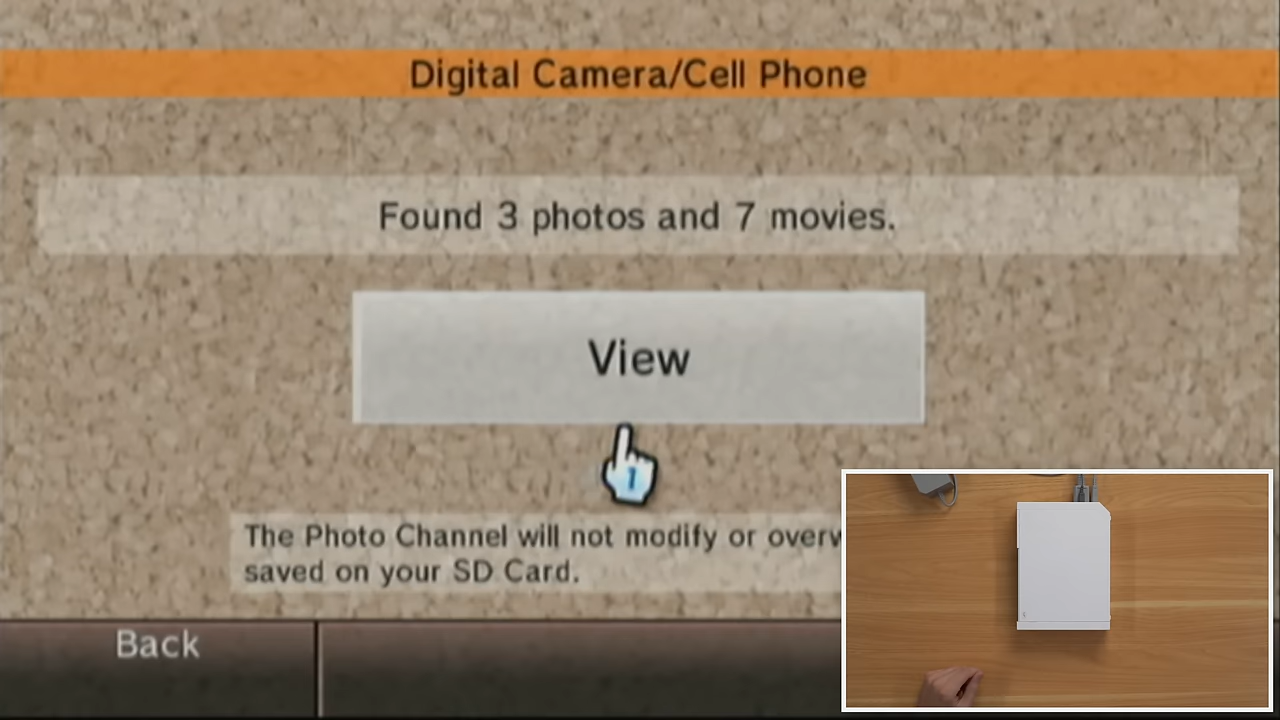 Digital Camera/Cell Phone
Found 3 photos and 7 movies.
View
1
The Photo Channel will not modify or
saved on your SD Card.
Back